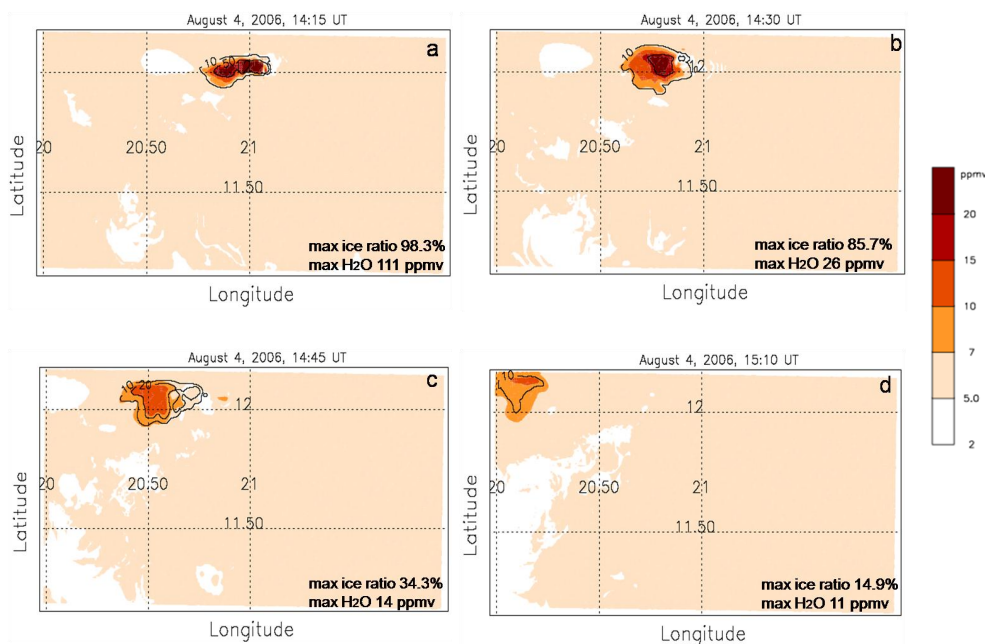 August 4, 2006, 14:15 UT
a
10
50
20
20.50
21
11.50
Latitude
max ice ratio 98.3%
max H2O 111 ppmv
Longitude
August 4, 2006, 14:30 UT
b
10
12
20
20.50
21
11.50
Latitude
max ice ratio 85.7%
max H2O 26 ppmv
Longitude
ppmv
20
15
10
7
5.0
2
August 4, 2006, 14:45 UT
c
10
20
12
20
20.50
21
11.50
Latitude
max ice ratio 34.3%
max H2O 14 ppmv
Longitude
August 4, 2006, 15:10 UT
d
10
12
20
20.50
21
11.50
Latitude
max ice ratio 14.9%
max H2O 11 ppmv
Longitude